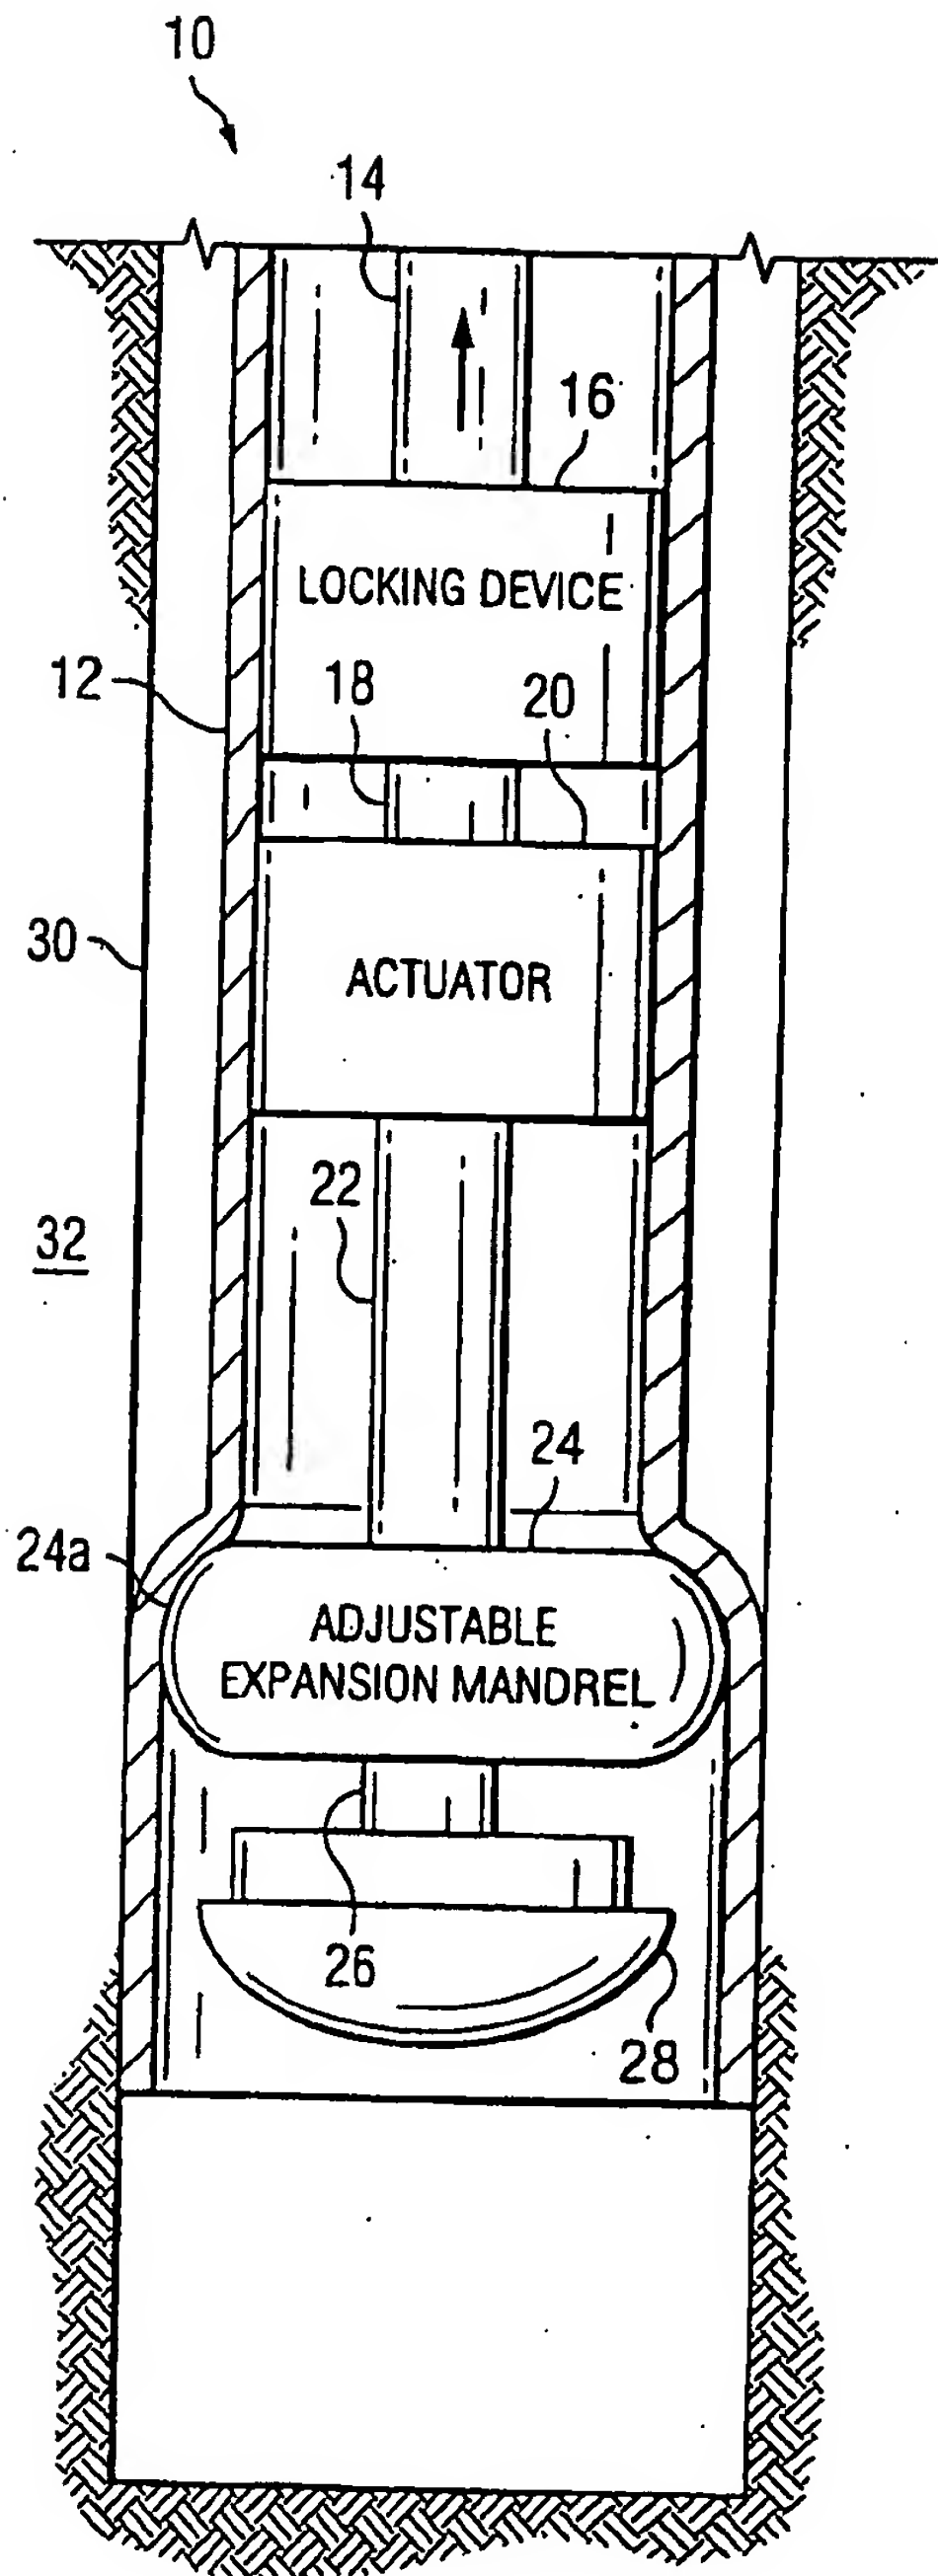 10
14
16
LOCKING DEVICE
12
18
20
30
ACTUATOR
22
32
24
24a
ADJUSTABLE
EXPANSION MANDREL
26
28